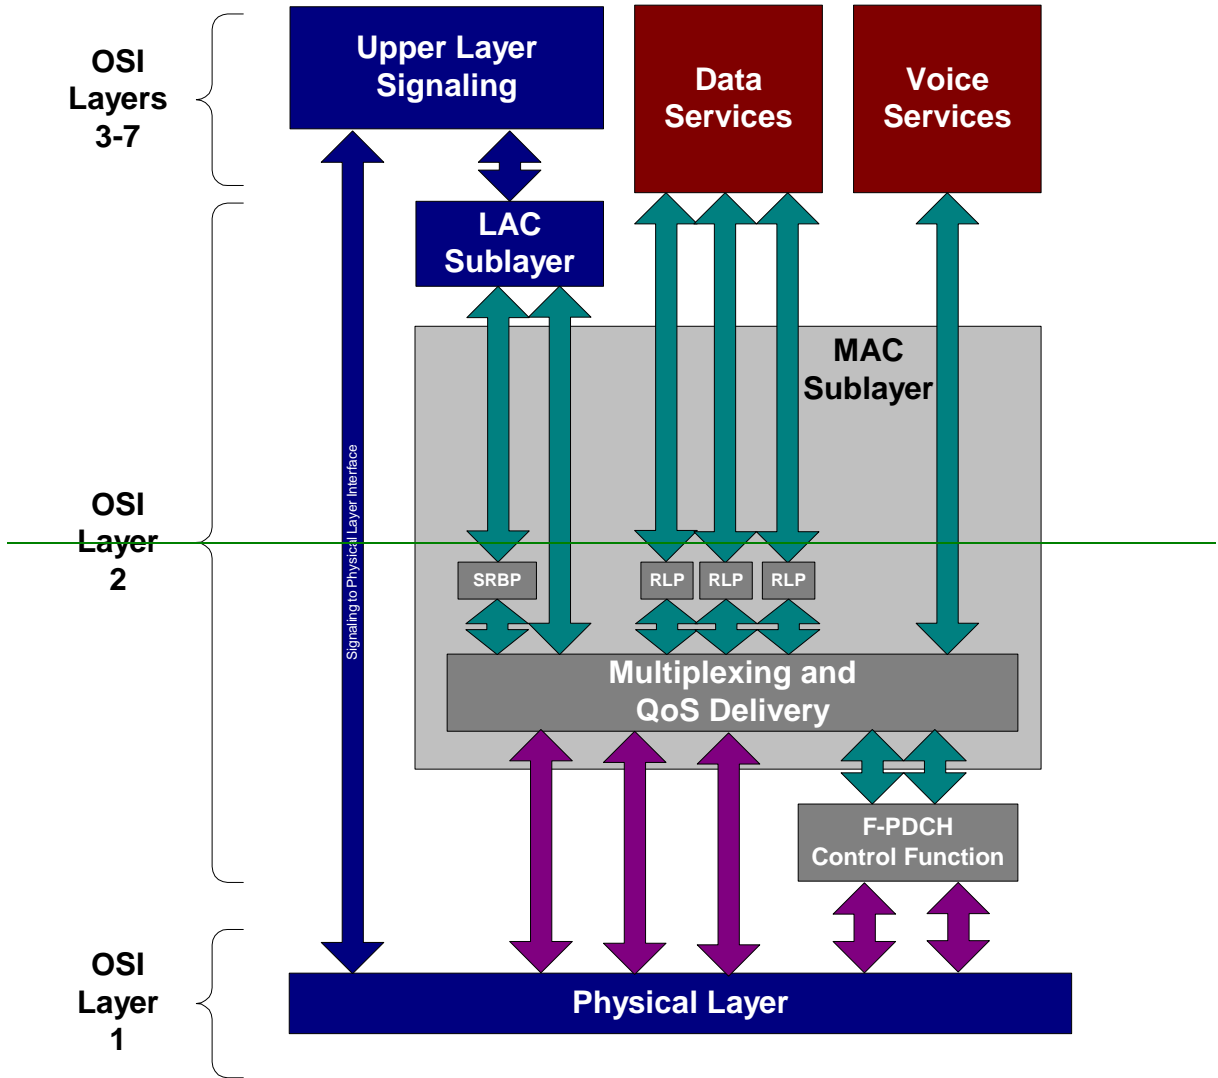 OSI
Layers
3-7
Upper Layer
Signaling
Data
Services
Voice
Services
LAC
Sublayer
MAC
Sublayer
OSI
Layer
2
Signaling to Physical Layer Interface
SRBP
RLP
RLP
RLP
Multiplexing and
QoS Delivery
F-PDCH
Control Function
OSI
Layer
1
Physical Layer